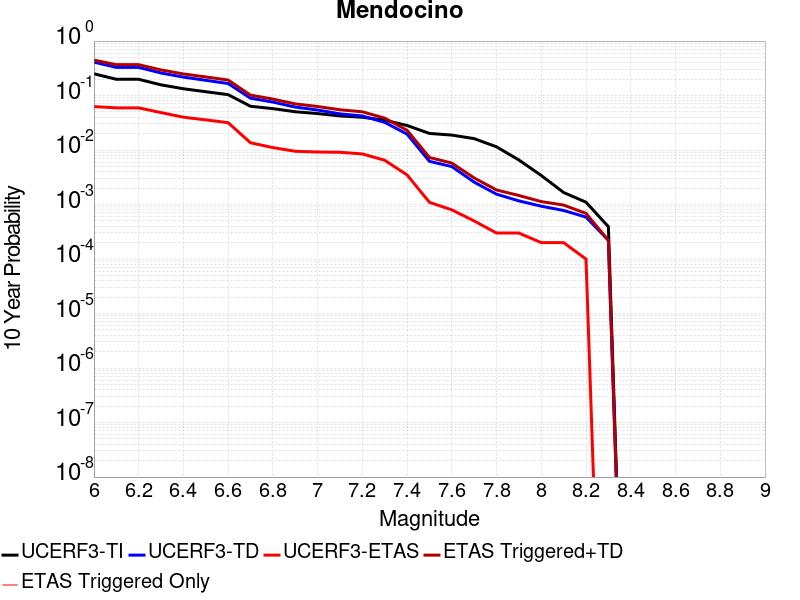 Mendocino
10 0
10 -1
10 -2
10 -3
10 -4
10 -5
10 -6
10 -7
10 -8
10 Year Probability
6 6.2 6.4 6.6 6.8 7 7.2 7.4 7.6 7.8 8 8.2 8.4 8.6 8.8 9
Magnitude
UCERF3-TI UCERF3-TD UCERF3-ETAS ETAS Triggered+TD
ETAS Triggered Only